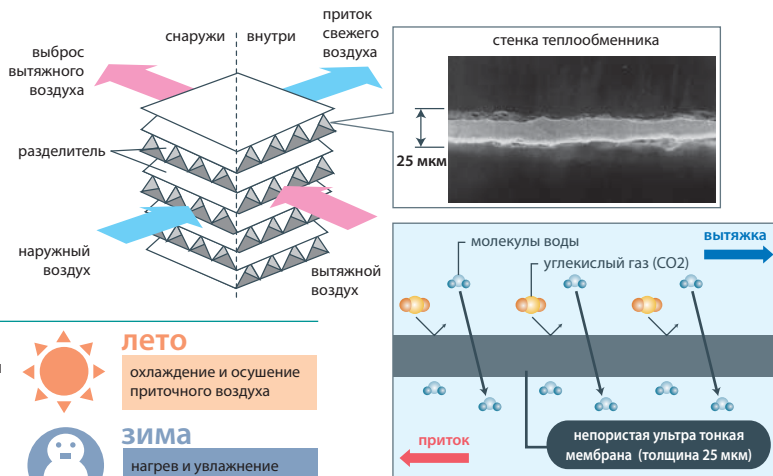 снаружи
внутри
приток
свежего
воздуха
выброс
вытяжного
воздуха
разделитель
наружный
воздух
вытяжной
воздух
стенка теплообменника
25 мкм
молекулы воды
углекислый газ (CO2)
вытяжка
приток
непористая ультра тонкая
мембрана (толщина 25 мкм)
лето
охлаждение и осушение
приточного воздуха
зима
нагрев и увлажнение